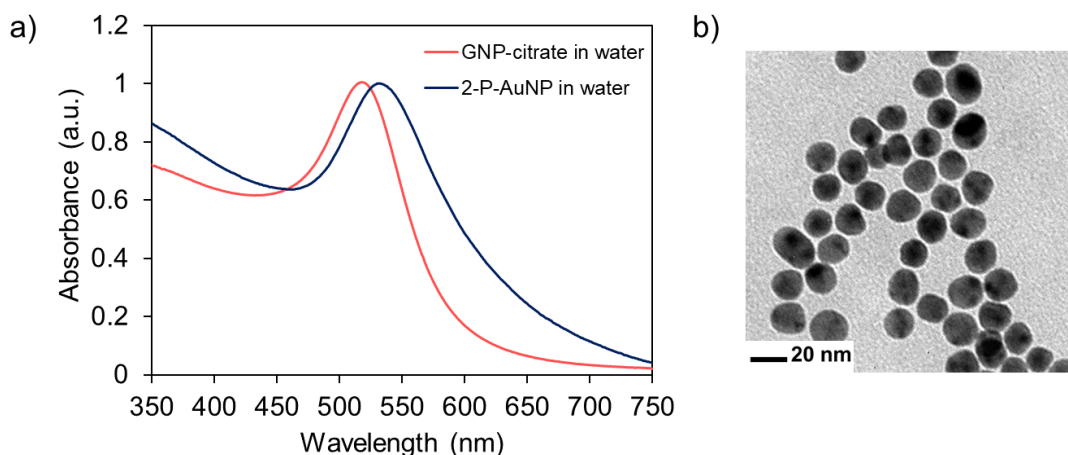 a)
b)
1.2
1
0.8
0.6
0.4
0.2
0
Absorbance (a.u.)
GNP-citrate in water
2-P-AuNP in water
350 400 450 500 550 600 650 700 750
Wavelength (nm)
20 nm